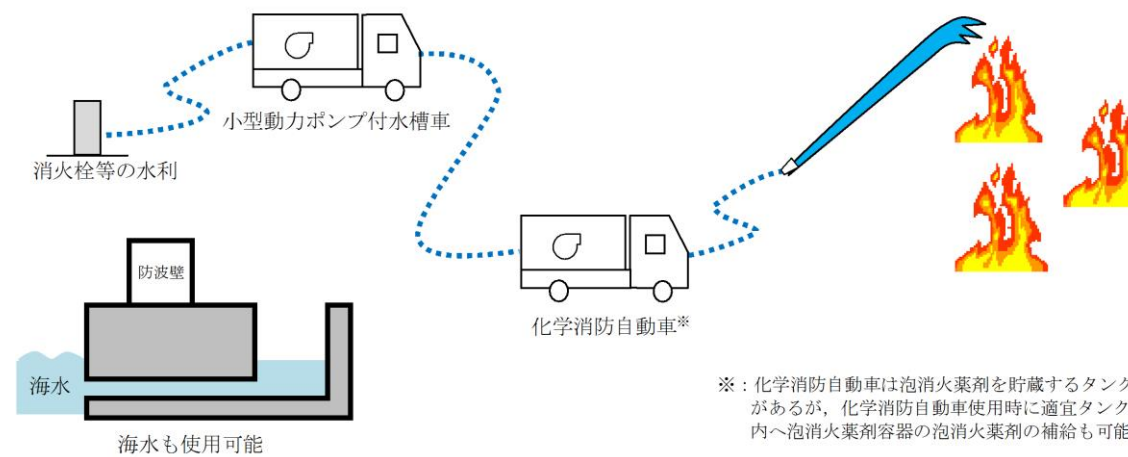 小型動力ポンプ付水槽車
消火栓等の水利
化学消防自動車※
防波壁
海水
海水も使用可能
※:化学消防自動車は泡消火薬剤を貯蔵するタンク
があるが,化学消防自動車使用時に適宜タンク
内へ泡消火薬剤容器の泡消火薬剤の補給も可能